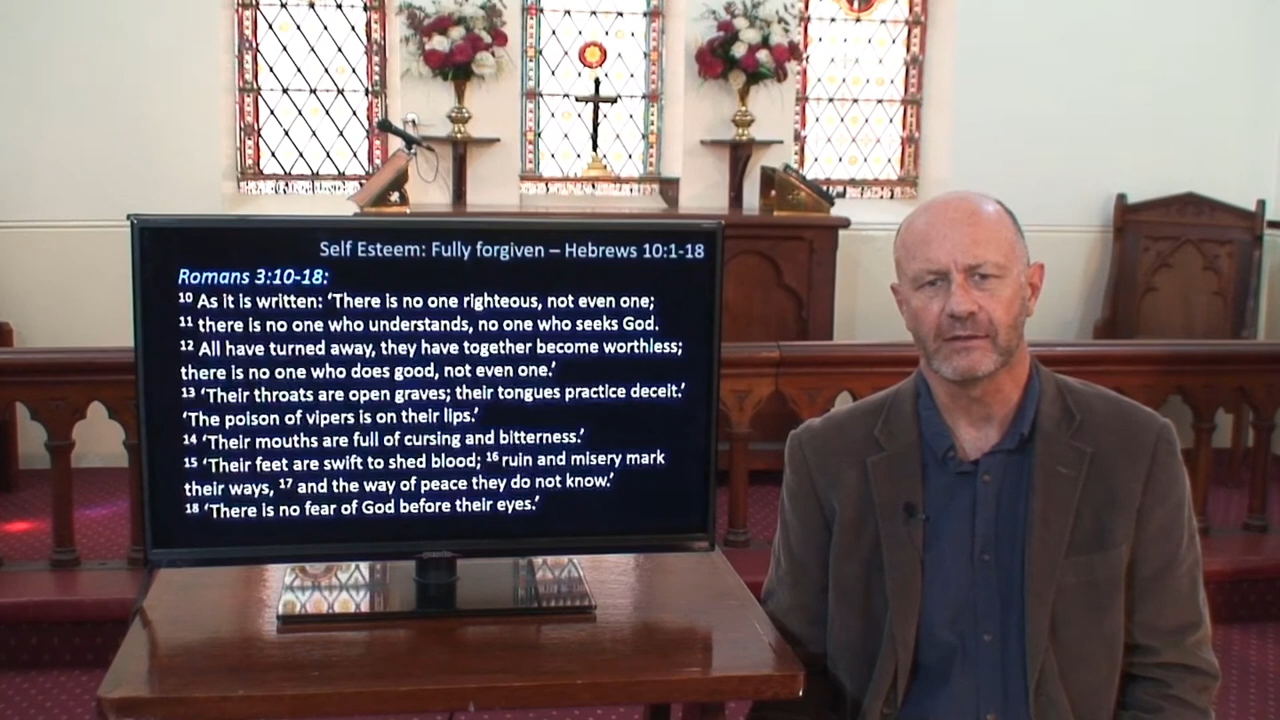 Self Esteem: Fully forgiven – Hebrews 10:1-18
Romans 3:10-18:
¹⁰ As it is written: ‘There is no one righteous, not even one;
¹¹ there is no one who understands, no one who seeks God.
¹² All have turned away, they have together become worthless;
there is no one who does good, not even one.’
¹³ ‘Their throats are open graves; their tongues practice deceit.’
‘The poison of vipers is on their lips.’
¹⁴ ‘Their mouths are full of cursing and bitterness.’
¹⁵ ‘Their feet are swift to shed blood; ¹⁶ ruin and misery mark
their ways, ¹⁷ and the way of peace they do not know.’
¹⁸ ‘There is no fear of God before their eyes.’